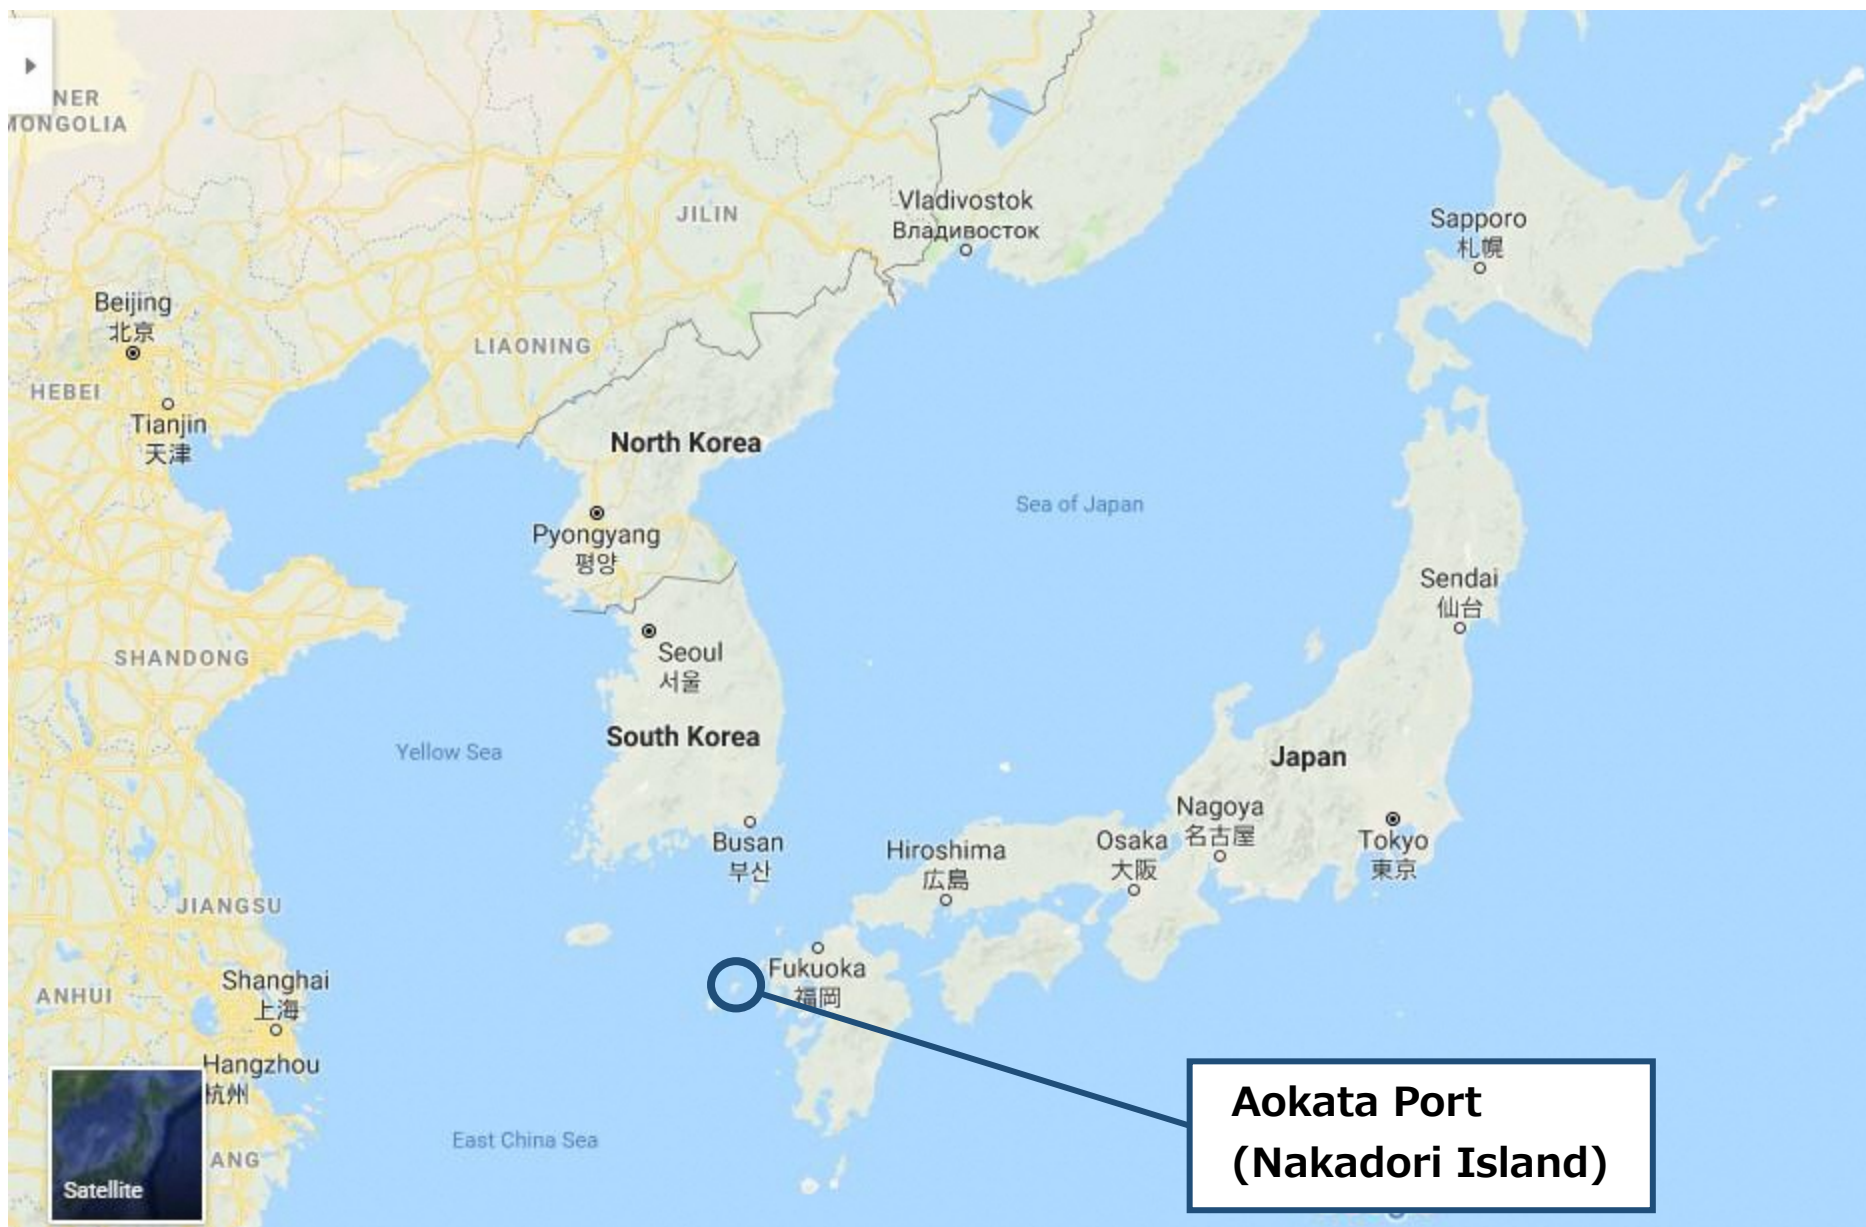 NER
MONGOLIA
JILIN
Vladivostok
Владивосток
Sapporo
札幌
Beijing
北京
LIAONING
HEBEI
Tianjin
天津
North Korea
Sea of Japan
Pyongyang
평양
Sendai
仙台
Seoul
서울
SHANDONG
South Korea
Yellow Sea
Japan
Nagoya
名古屋
Busan
부산
Hiroshima
広島
Osaka
大阪
Tokyo
東京
JIANGSU
Fukuoka
福岡
Shanghai
上海
ANHUI
Hangzhou
杭州
East China Sea
ANG
Satellite
Aokata Port
(Nakadori Island)